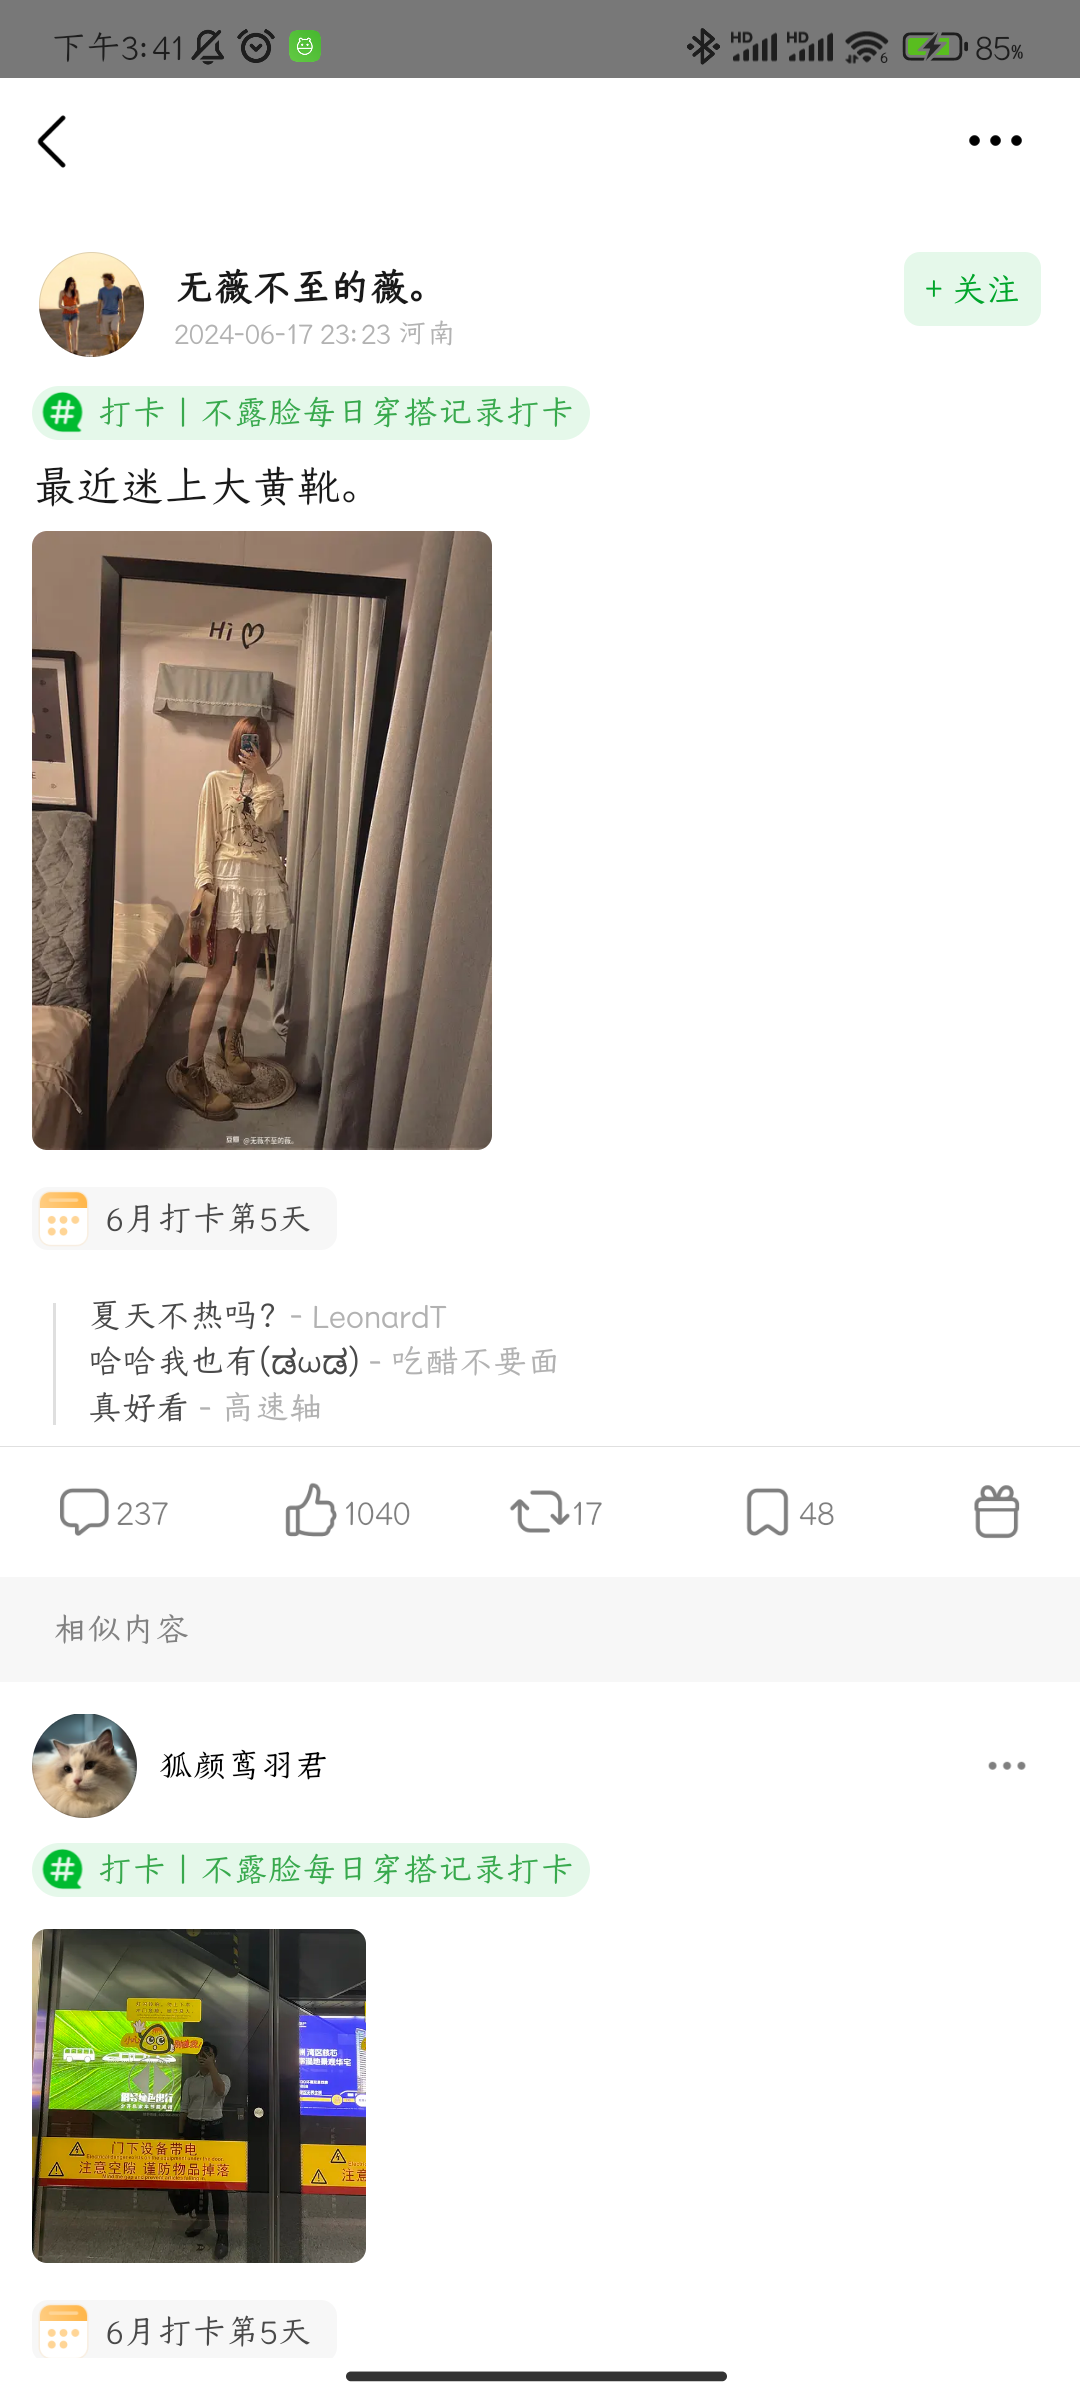 下午3:41
HD HD 6 85%
无薇不至的薇。
+ 关注
2024-06-17 23:23 河南
# 打卡丨不露脸每日穿搭记录打卡
最近迷上大黄靴。
Hi
豆瓣 @无薇不至的薇。
6月打卡第5天
夏天不热吗? - LeonardT
哈哈我也有(ಡωಡ) - 吃醋不要面
真好看 - 高速轴
237 1040 17 48
相似内容
狐颜鸾羽君
# 打卡丨不露脸每日穿搭记录打卡
门下设备带电
注意空隙 谨防物品掉落
注意
6月打卡第5天